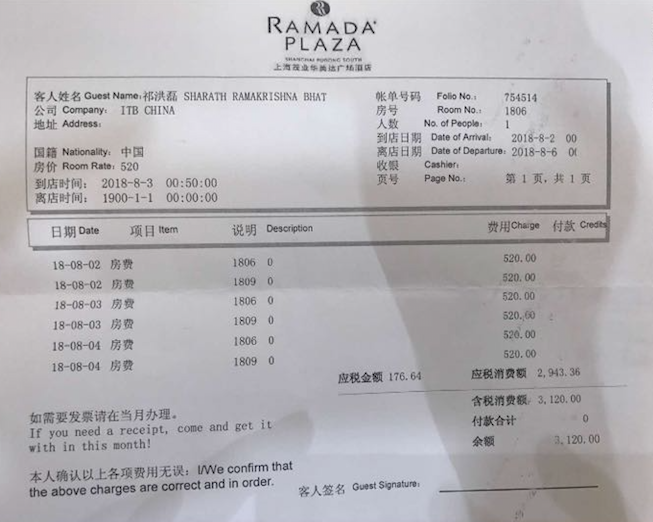 RAMADA
PLAZA
SHANGHAI PUDONG SOUTH
客人姓名 Guest Name: 祁洪磊 SHARATH RAMAKRISHNA BHAT 帐单号码 Folio No.: 754514
公司 Company: ITB CHINA 房号 Room No.: 1806
地址 Address: 人数 No. of People: 1
到店日期 Date of Arrival: 2018-8-2 00
国籍 Nationality: 中国 离店日期 Date of Departure: 2018-8-6
房价 Room Rate: 520 收银 Cashier:
到店时间: 2018-8-3 00:50:00 页号 Page No.: 第 1 页, 共 1 页
离店时间: 1900-1-1 00:00:00
日期 Date 项目 Item 说明 Description 费用 Charge 付款 Credits
18-08-02 房费 1806 0 520.00
18-08-02 房费 1809 0 520.00
18-08-03 房费 1806 0 520.00
18-08-03 房费 1809 0 520.00
18-08-04 房费 1806 0 520.00
18-08-04 房费 1809 0 520.00
应税金额 176.64 应税消费额 2,943.36
含税消费额: 3,120.00
如需要发票请在当月办理。 付款合计 0
If you need a receipt, come and get it 余额 3,120.00
with in this month!
本人确认以上各项费用无误: I/We confirm that
the above charges are correct and in order. 客人签名 Guest Signature: